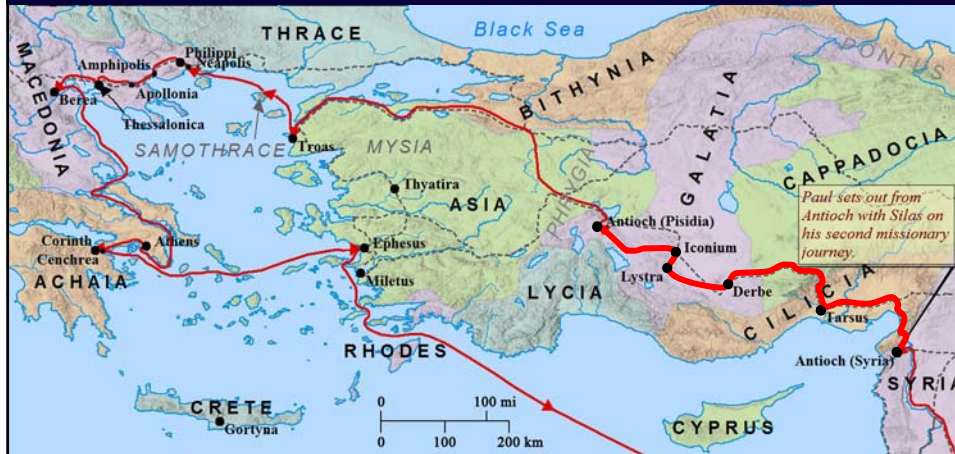 Black Sea
THRACE
Philippi
Neapolis
Amphipolis
Apollonia
Berea
Thessalonica
MACEDONIA
SAMOTHRACE
Troas
MYSIA
BITHYNIA
PONTUS
GALATIA
CAPPADOCIA
Paul sets out from
Antioch with Silas on
his second missionary
journey.
Thyatira
ASIA
PHRYGIA
Antioch (Pisidia)
Iconium
Lystra
Derbe
Corinth
Cenchrea
Athens
ACHAIA
Ephesus
Miletus
LYCIA
CILICIA
Tarsus
Antioch (Syria)
SYRIA
RHODES
CRETE
Gortyna
0 100 mi
0 100 200 km
CYPRUS